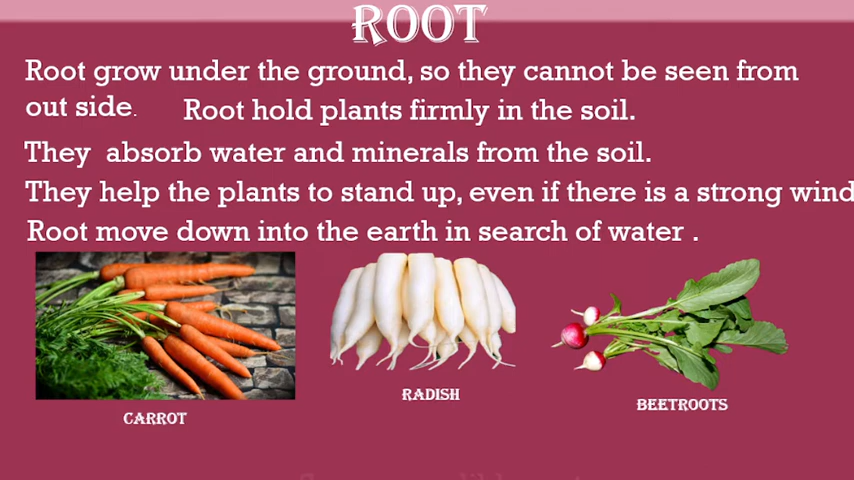 ROOT
Root grow under the ground, so they cannot be seen from
out side. Root hold plants firmly in the soil.
They absorb water and minerals from the soil.
They help the plants to stand up, even if there is a strong wind
Root move down into the earth in search of water .
CARROT
RADISH
BEETROOTS